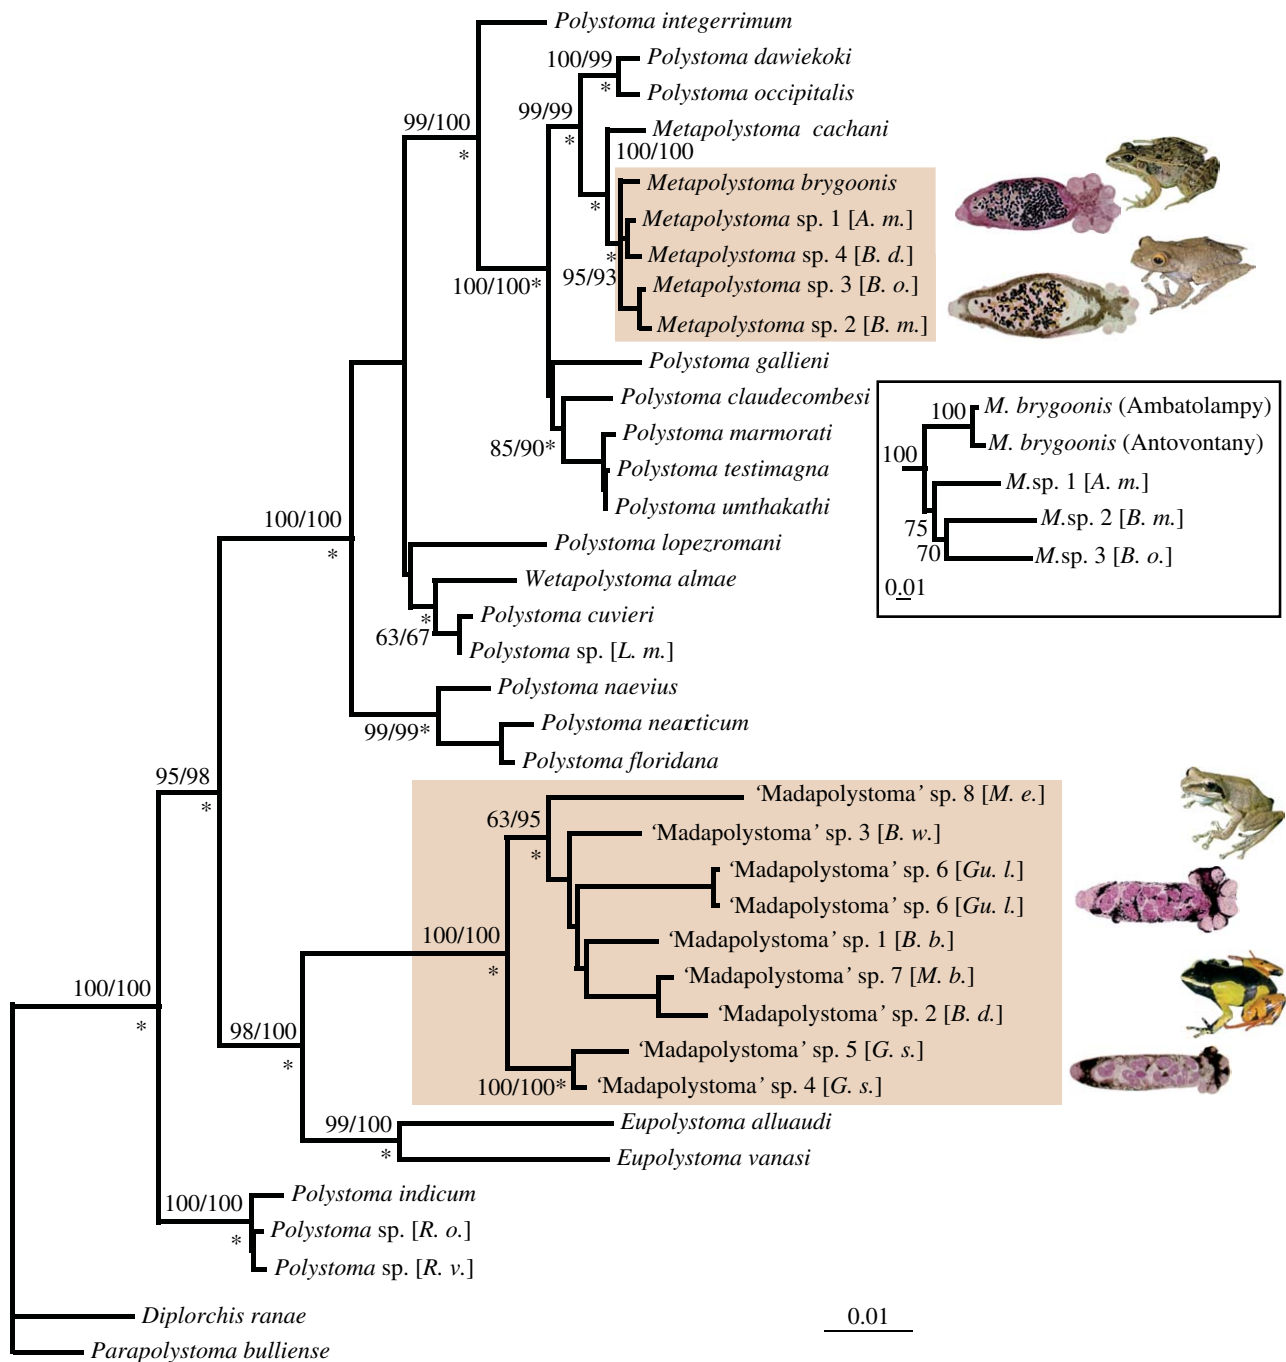 Polystoma integerrimum
100/99
Polystoma dawiekoki
*
Polystoma occipitalis
99/99
*
99/100
*
Metapolystoma cachani
100/100
*
Metapolystoma brygoonis
Metapolystoma sp. 1 [A. m.]
*
Metapolystoma sp. 4 [B. d.]
100/100*
95/93
Metapolystoma sp. 3 [B. o.]
Metapolystoma sp. 2 [B. m.]
Polystoma gallieni
Polystoma claudecombesi
85/90*
Polystoma marmorati
Polystoma testimagna
Polystoma umthakathi
100
M. brygoonis (Ambatolampy)
M. brygoonis (Antovontany)
100
M.sp. 1 [A. m.]
75
M.sp. 2 [B. m.]
70
M.sp. 3 [B. o.]
0.01
100/100
*
Polystoma lopezromani
Wetapolystoma almae
*
63/67
Polystoma cuvieri
Polystoma sp. [L. m.]
Polystoma naevius
99/99*
Polystoma nearcticum
Polystoma floridana
95/98
*
'Madapolystoma' sp. 8 [M. e.]
63/95
*
'Madapolystoma' sp. 3 [B. w.]
'Madapolystoma' sp. 6 [Gu. l.]
'Madapolystoma' sp. 6 [Gu. l.]
100/100
*
'Madapolystoma' sp. 1 [B. b.]
'Madapolystoma' sp. 7 [M. b.]
'Madapolystoma' sp. 2 [B. d.]
100/100
*
98/100
*
'Madapolystoma' sp. 5 [G. s.]
100/100*
'Madapolystoma' sp. 4 [G. s.]
99/100
*
Eupolystoma alluaudi
Eupolystoma vanasi
100/100
*
Polystoma indicum
Polystoma sp. [R. o.]
Polystoma sp. [R. v.]
Diplorchis ranae
0.01
Parapolystoma bulliense